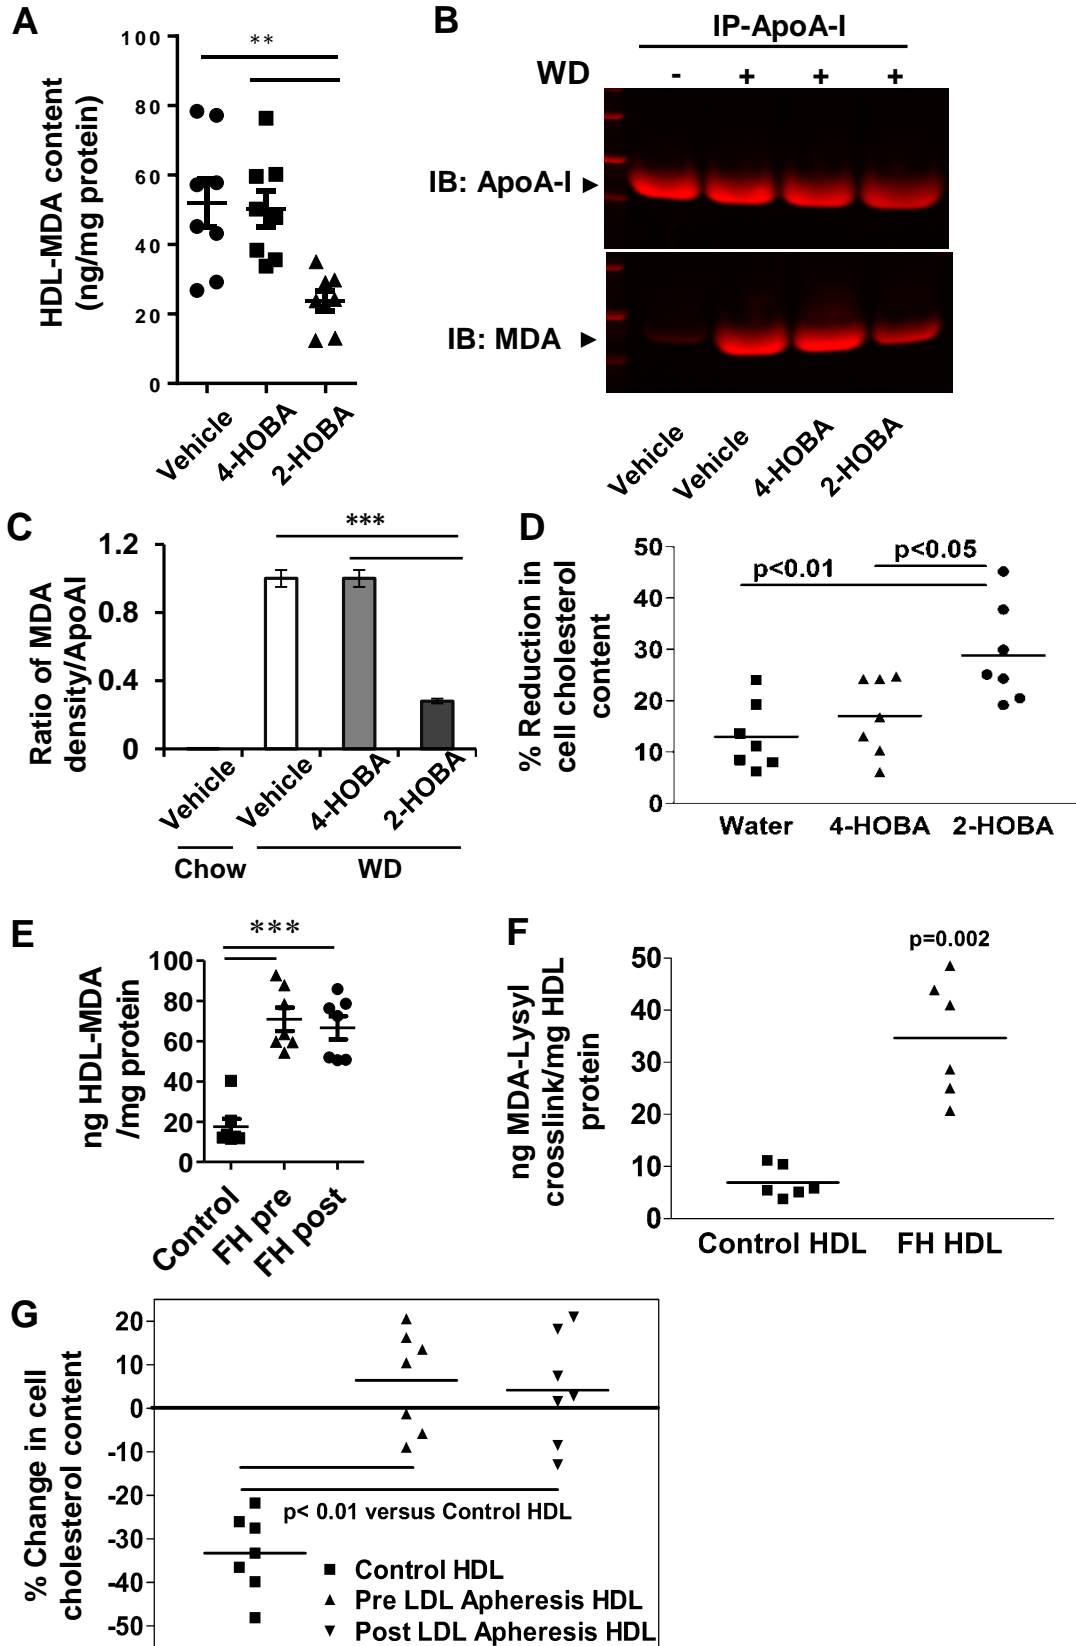 A
HDL-MDA content
(ng/mg protein)
100
80
60
40
20
0
**
Vehicle
4-HOBA
2-HOBA
B
IP-ApoA-I
WD - + + +
IB: ApoA-I ►
IB: MDA ►
Vehicle
Vehicle
4-HOBA
2-HOBA
C
Ratio of MDA
density/ApoAI
1.2
0.8
0.4
0
***
Vehicle
Vehicle
4-HOBA
2-HOBA
Chow
WD
D
% Reduction in
cell cholesterol
content
50
40
30
20
10
0
p<0.01
p<0.05
Water
4-HOBA
2-HOBA
E
ng HDL-MDA
/mg protein
100
80
60
40
20
0
***
Control
FH pre
FH post
F
ng MDA-Lysyl
crosslink/mg HDL
protein
50
40
30
20
10
0
p=0.002
Control HDL
FH HDL
G
% Change in cell
cholesterol content
20
10
0
-10
-20
-30
-40
-50
p< 0.01 versus Control HDL
Control HDL
Pre LDL Apheresis HDL
Post LDL Apheresis HDL